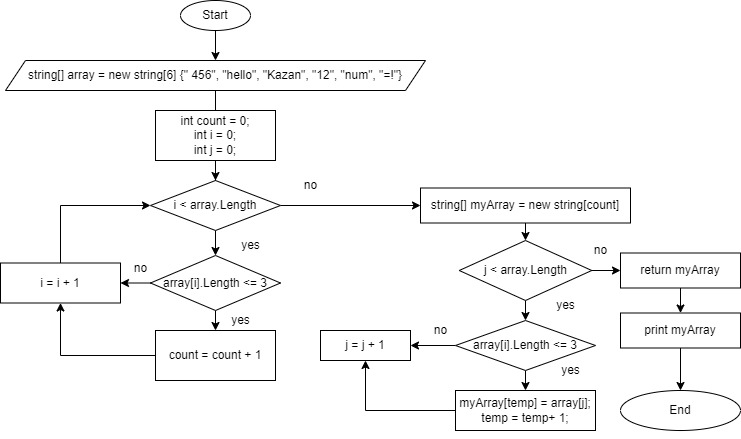 Start
string[] array = new string[6] {" 456", "hello", "Kazan", "12", "num", "=!"}
int count = 0;
int i = 0;
int j = 0;
i < array.Length
no
yes
array[i].Length <= 3
no
yes
i = i + 1
count = count + 1
string[] myArray = new string[count]
j < array.Length
no
yes
array[i].Length <= 3
no
yes
j = j + 1
myArray[temp] = array[j];
temp = temp+ 1;
return myArray
print myArray
End